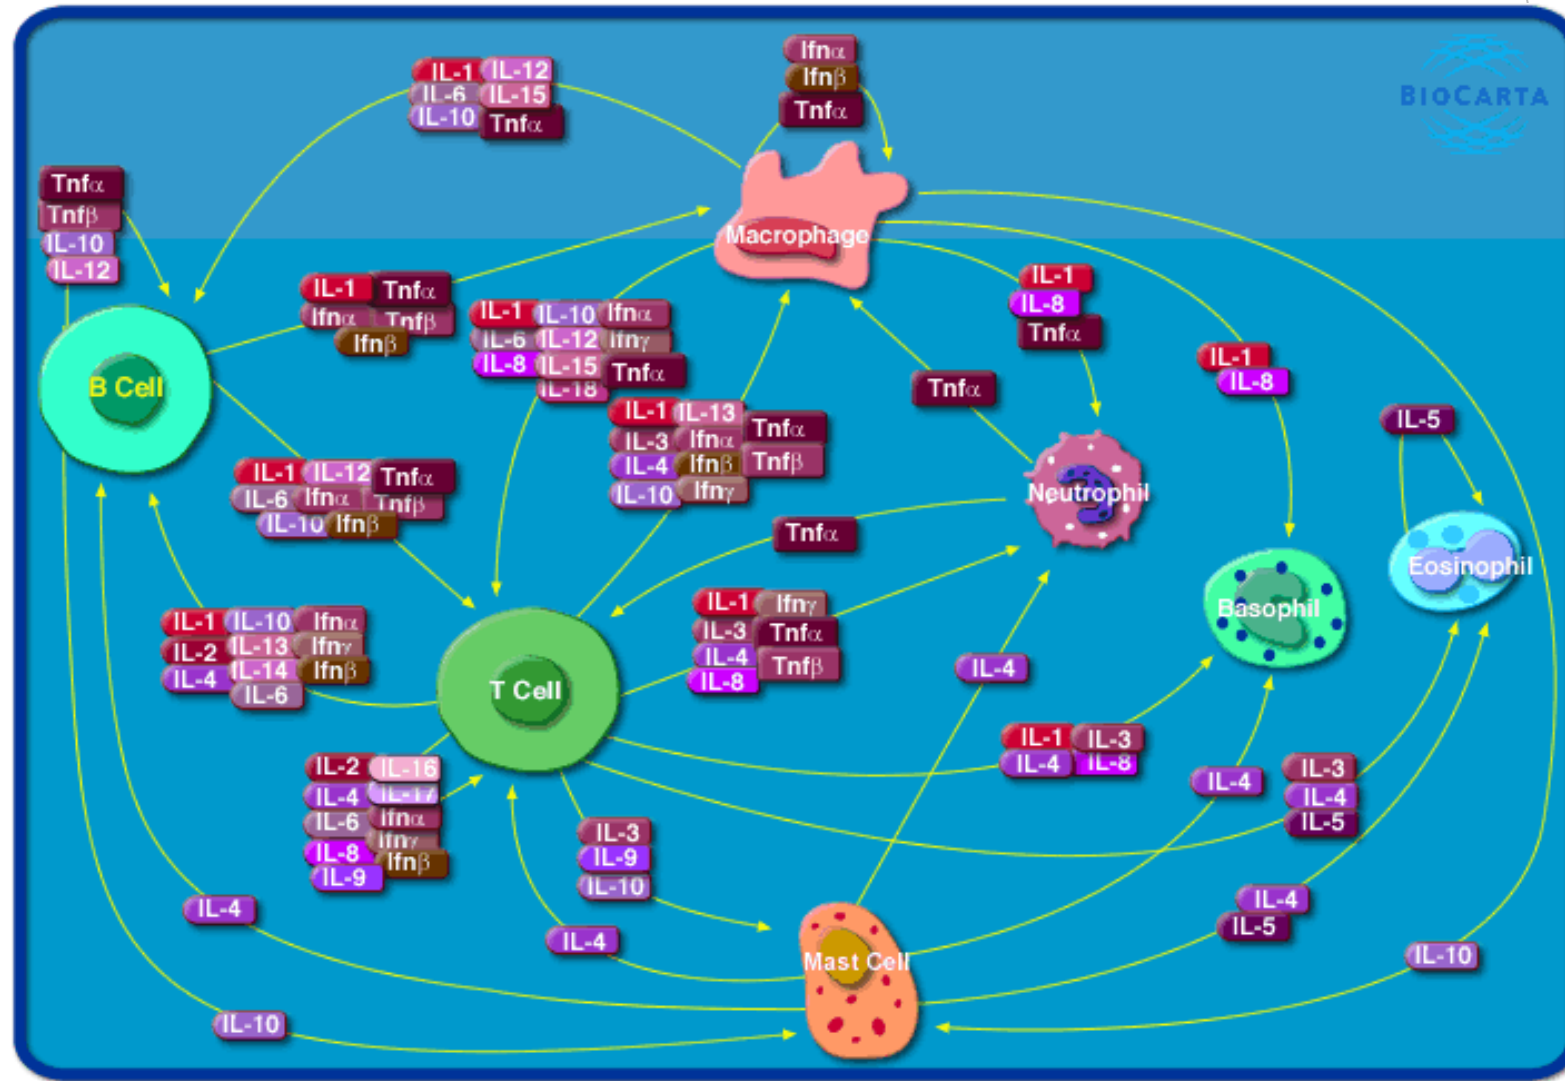 BIOCARTA
Ifnα
Ifnβ
Tnfα
IL-1 IL-12
IL-6 IL-15
IL-10 Tnfα
Tnfα
Tnfβ
IL-10
IL-12
Macrophage
IL-1 Tnfα
Ifnα Tnfβ
Ifnβ
IL-1 IL-10 Ifnα
IL-6 IL-12 Ifnγ
IL-8 IL-15 Tnfα
IL-18
IL-1
IL-8
Tnfα
IL-1
IL-8
Tnfα
B Cell
IL-1 IL-13 Tnfα
IL-3 Ifnα
IL-4 Ifnβ Tnfβ
IL-10 Ifnγ
IL-5
IL-1 IL-12 Tnfα
IL-6 Ifnα Tnfβ
IL-10 Ifnβ
Neutrophil
Tnfα
Eosinophil
Basophil
IL-1 IL-10 Ifnα
IL-2 IL-13 Ifnγ
IL-4 IL-14 Ifnβ
IL-6
IL-1 Ifnγ
IL-3 Tnfα
IL-4 Tnfβ
IL-8
T Cell
IL-4
IL-1 IL-3
IL-4 IL-8
IL-2 IL-16
IL-4 IL-17
IL-6 Ifnα
Ifnγ
IL-8 Ifnβ
IL-9
IL-3
IL-9
IL-10
IL-4
IL-3
IL-4
IL-5
IL-4
IL-4
IL-4
IL-5
Mast Cell
IL-10
IL-10